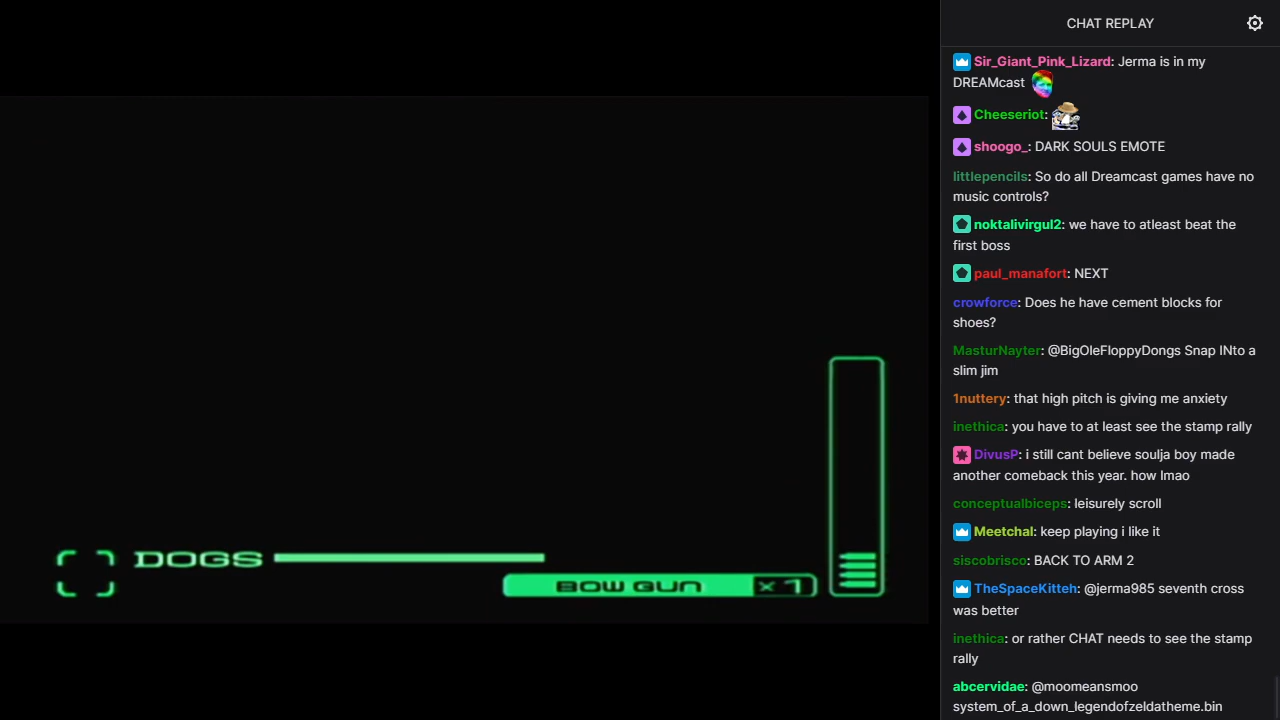 CHAT REPLAY
Sir_Giant_Pink_Lizard: Jerma is in my
DREAMcast
Cheeseriot:
shoogo_: DARK SOULS EMOTE
littlepencils: So do all Dreamcast games have no
music controls?
noktalivirgul2: we have to atleast beat the
first boss
paul_manafort: NEXT
crowforce: Does he have cement blocks for
shoes?
MasturNayter: @BigOleFloppyDongs Snap INto a
slim jim
1nuttery: that high pitch is giving me anxiety
inethica: you have to at least see the stamp rally
DivusP: i still cant believe soulja boy made
another comeback this year. how lmao
conceptualbiceps: leisurely scroll
Meetchal: keep playing i like it
siscobrisco: BACK TO ARM 2
TheSpaceKitteh: @jerma985 seventh cross
was better
inethica: or rather CHAT needs to see the stamp
rally
abcervidae: @moomeansmoo
system_of_a_down_legendofzeldatheme.bin
DOGS
BOW GUN x 1